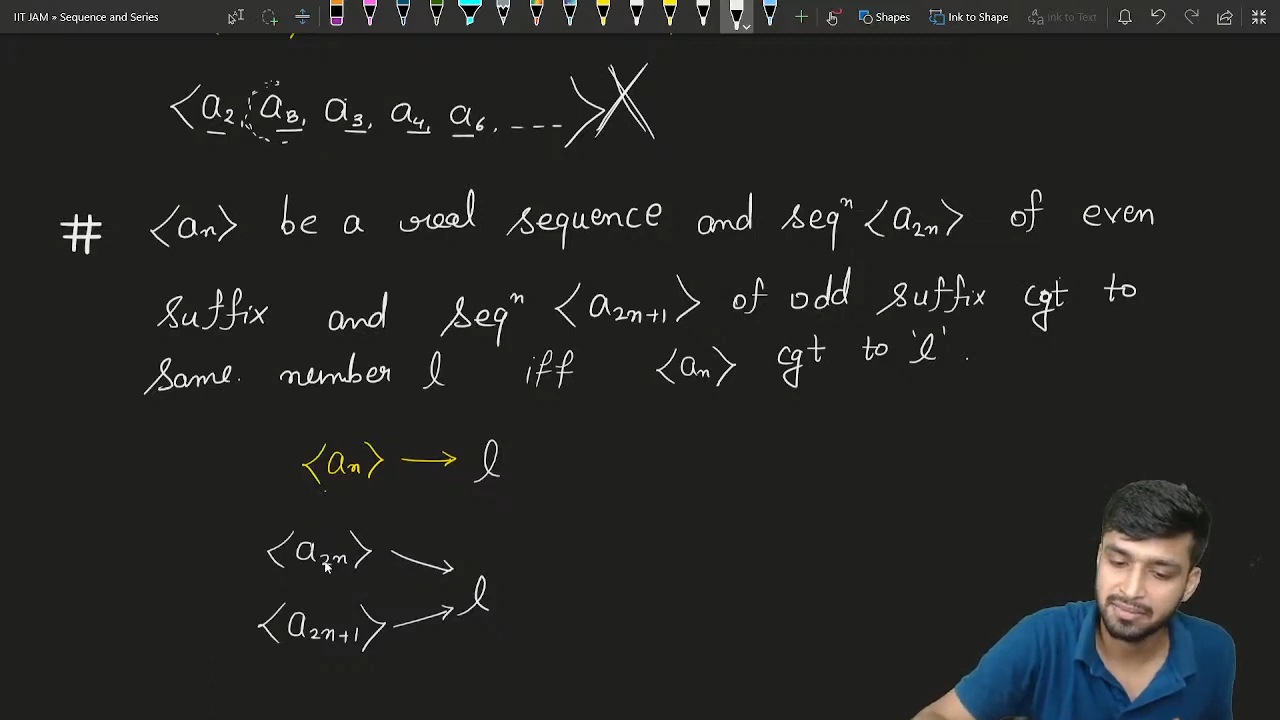 IIT JAM » Sequence and Series
Shapes
Ink to Shape
Ink to Text
<a₂, a₈, a₃, a₄, a₆, ---->
# <aₙ> be a real sequence and seqⁿ <a₂ₙ> of even
suffix and seqⁿ <a₂ₙ₊₁> of odd suffix cgt to
same number l iff <aₙ> cgt to 'l'.
<aₙ> → l
<a₂ₙ> → l
<a₂ₙ₊₁> →